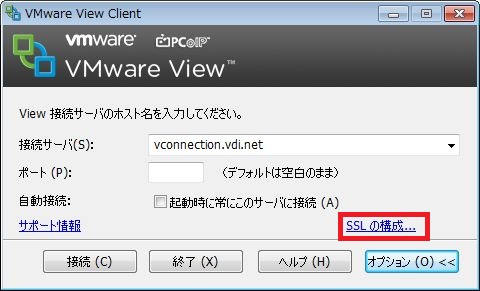 VMware View Client
vmware PCoIP
VMware View™
View 接続サーバのホスト名を入力してください。
接続サーバ(S): vconnection.vdi.net
ポート (P): (デフォルトは空白のまま)
自動接続: 起動時に常にこのサーバに接続 (A)
サポート情報 SSL の構成...
接続 (C) 終了 (X) ヘルプ (H) オプション (O) <<